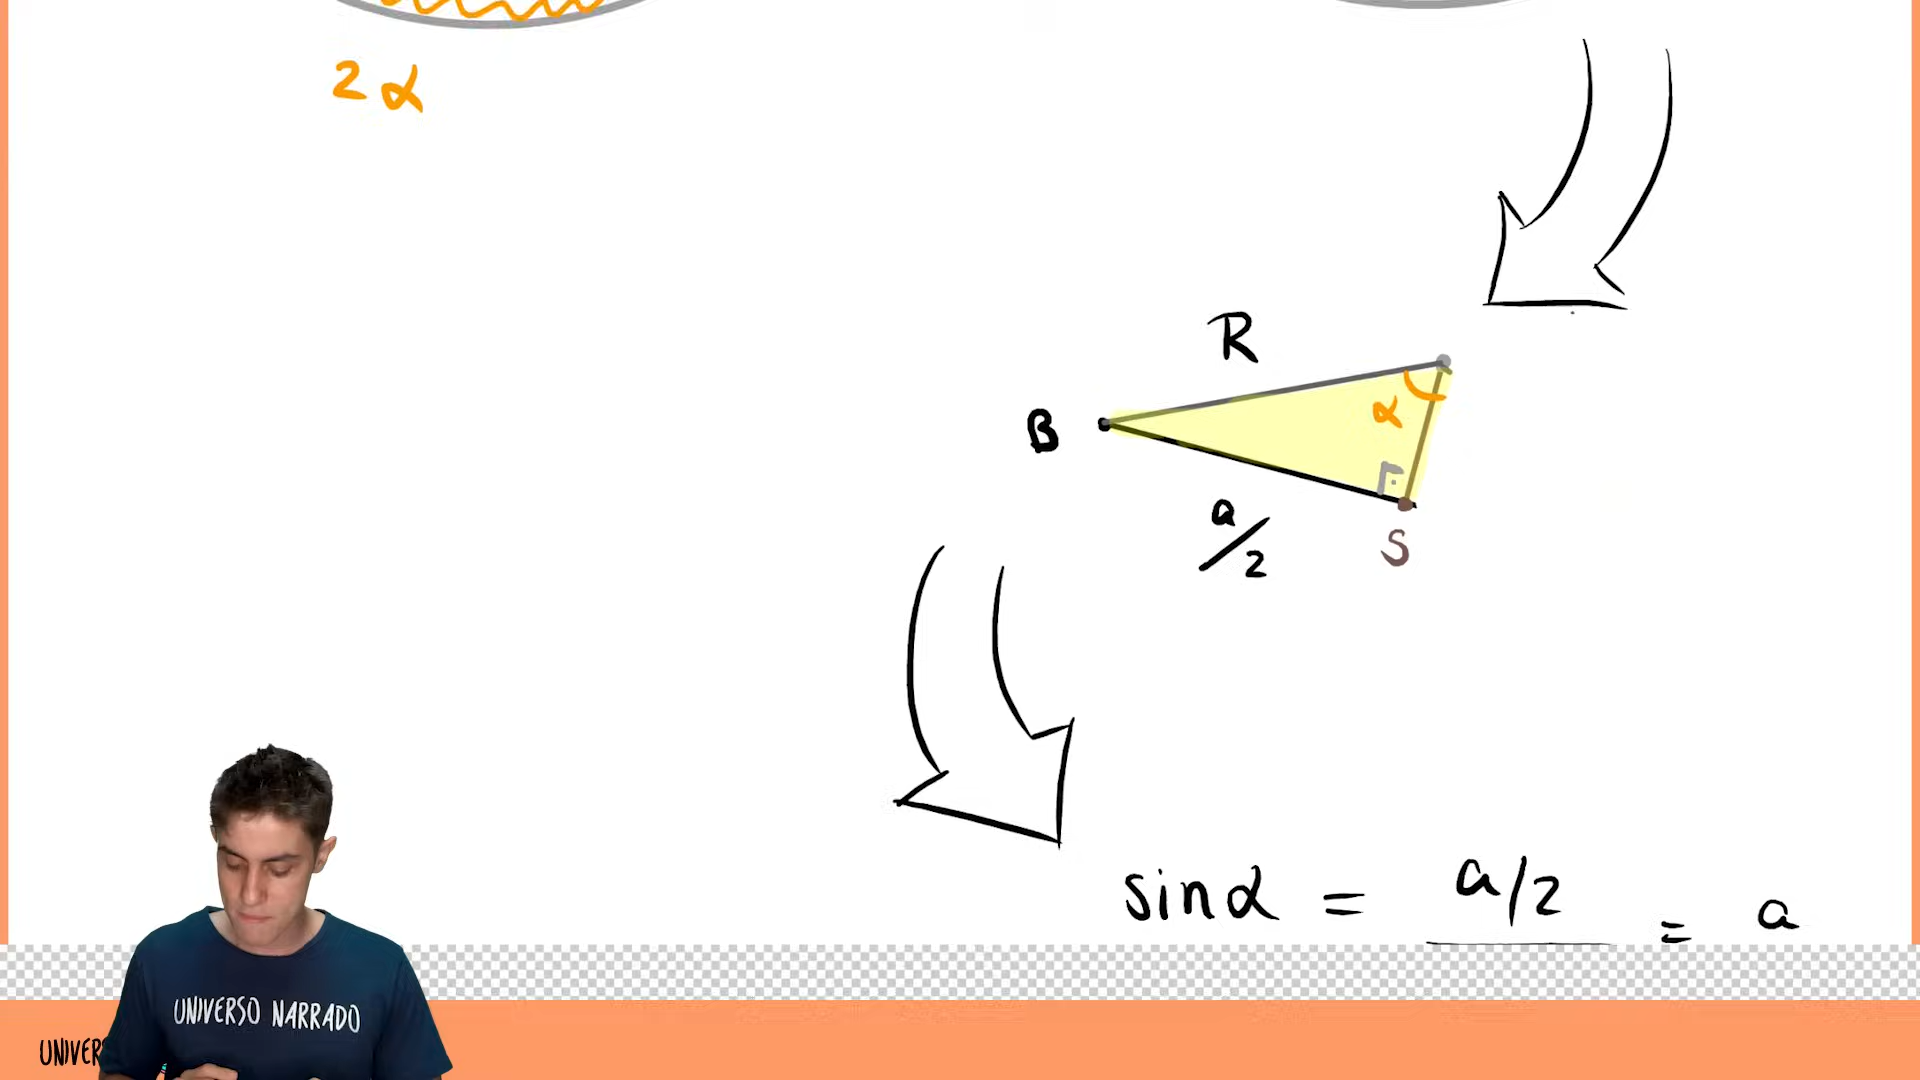 2α
R
α
B
a/2
S
sinα = a/2 = a
UNIVERSO NARRADO
UNIVER